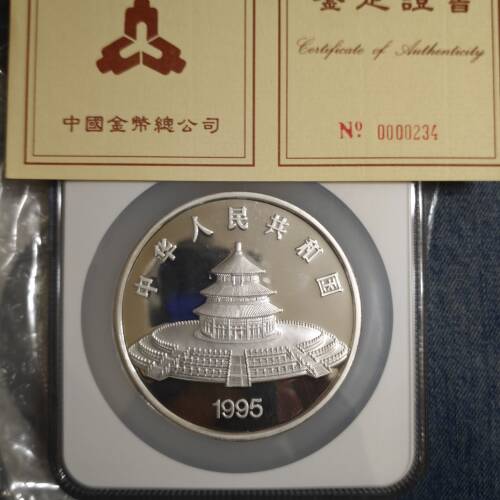 鑒定證書
Certificate of Authenticity
中國金幣總公司
Nº 0000234
中华人民共和国
1995